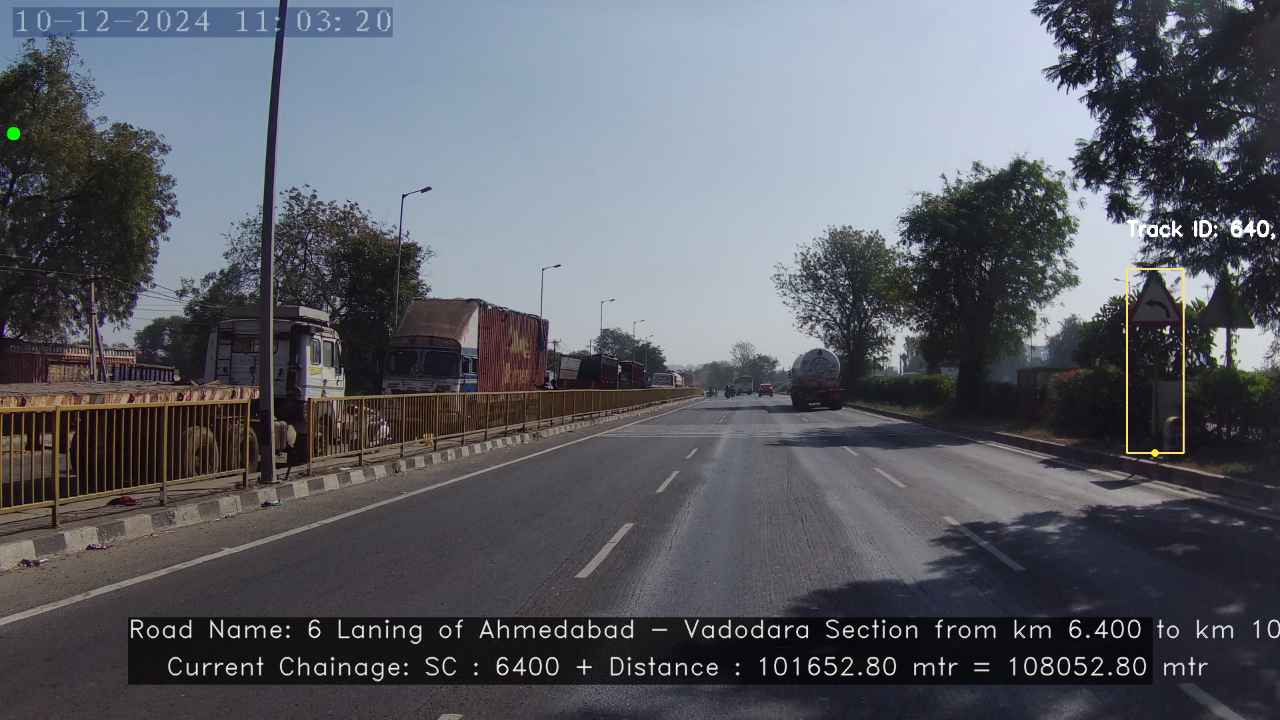 10-12-2024 11:03:20
Track ID: 640,
Road Name: 6 Laning of Ahmedabad - Vadodara Section from km 6.400 to km 10
Current Chainage: SC : 6400 + Distance : 101652.80 mtr = 108052.80 mtr